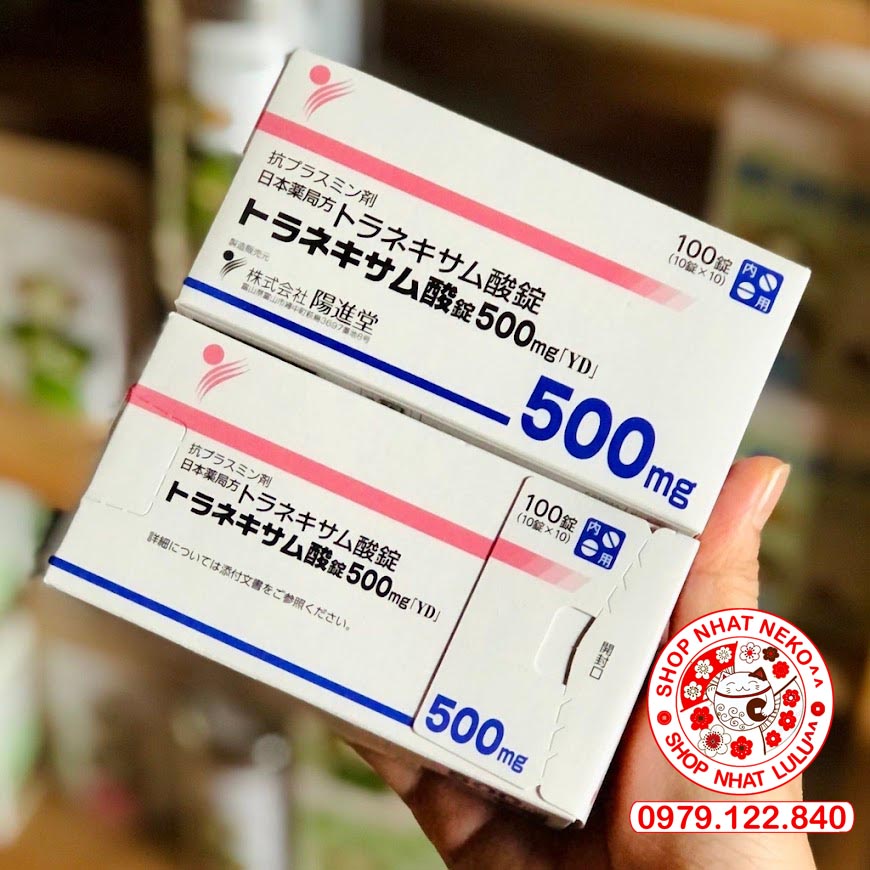 抗プラスミン剤
日本薬局方トラネキサム酸錠
トラネキサム酸錠500mg「YD」
製造販売元
株式会社 陽進堂
100錠
(10錠×10)
内用
500mg
抗プラスミン剤
日本薬局方トラネキサム酸錠
トラネキサム酸錠500mg「YD」
詳細については添付文書をご参照ください。
100錠
(10錠×10)
内用
開封口
500mg
SHOP NHAT NEKO^^
SHOP NHAT LULU^^
0979.122.840